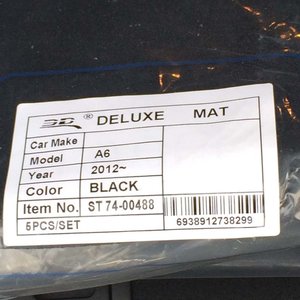 3D ® DELUXE MAT
Car Make
Model A6
Year 2012~
Color BLACK
Item No. ST 74-00488
5PCS/SET 6938912738299